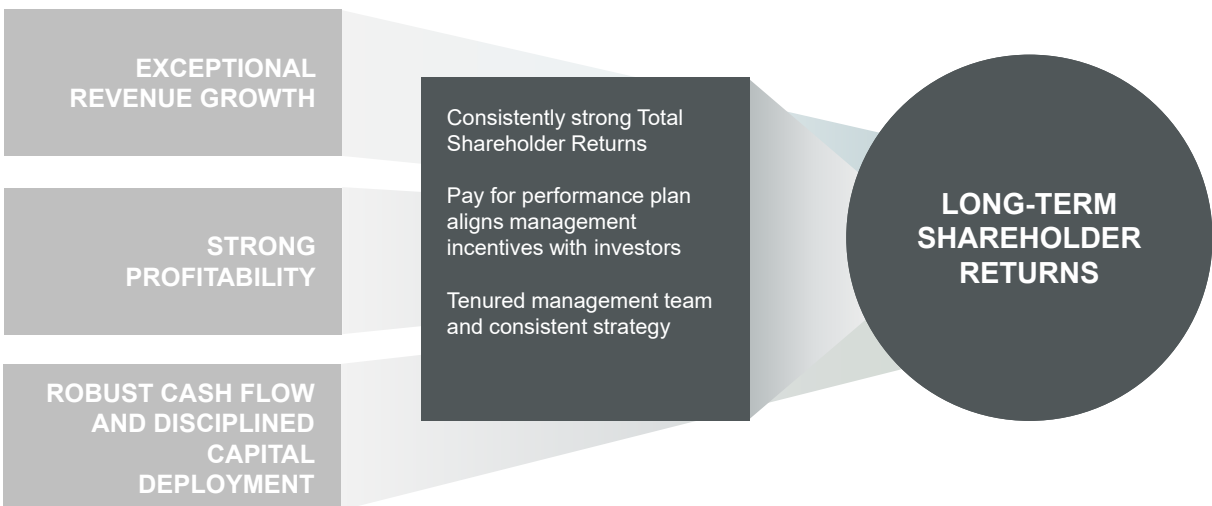 EXCEPTIONAL
REVENUE GROWTH
STRONG
PROFITABILITY
ROBUST CASH FLOW
AND DISCIPLINED
CAPITAL
DEPLOYMENT
Consistently strong Total
Shareholder Returns
Pay for performance plan
aligns management
incentives with investors
Tenured management team
and consistent strategy
LONG-TERM
SHAREHOLDER
RETURNS